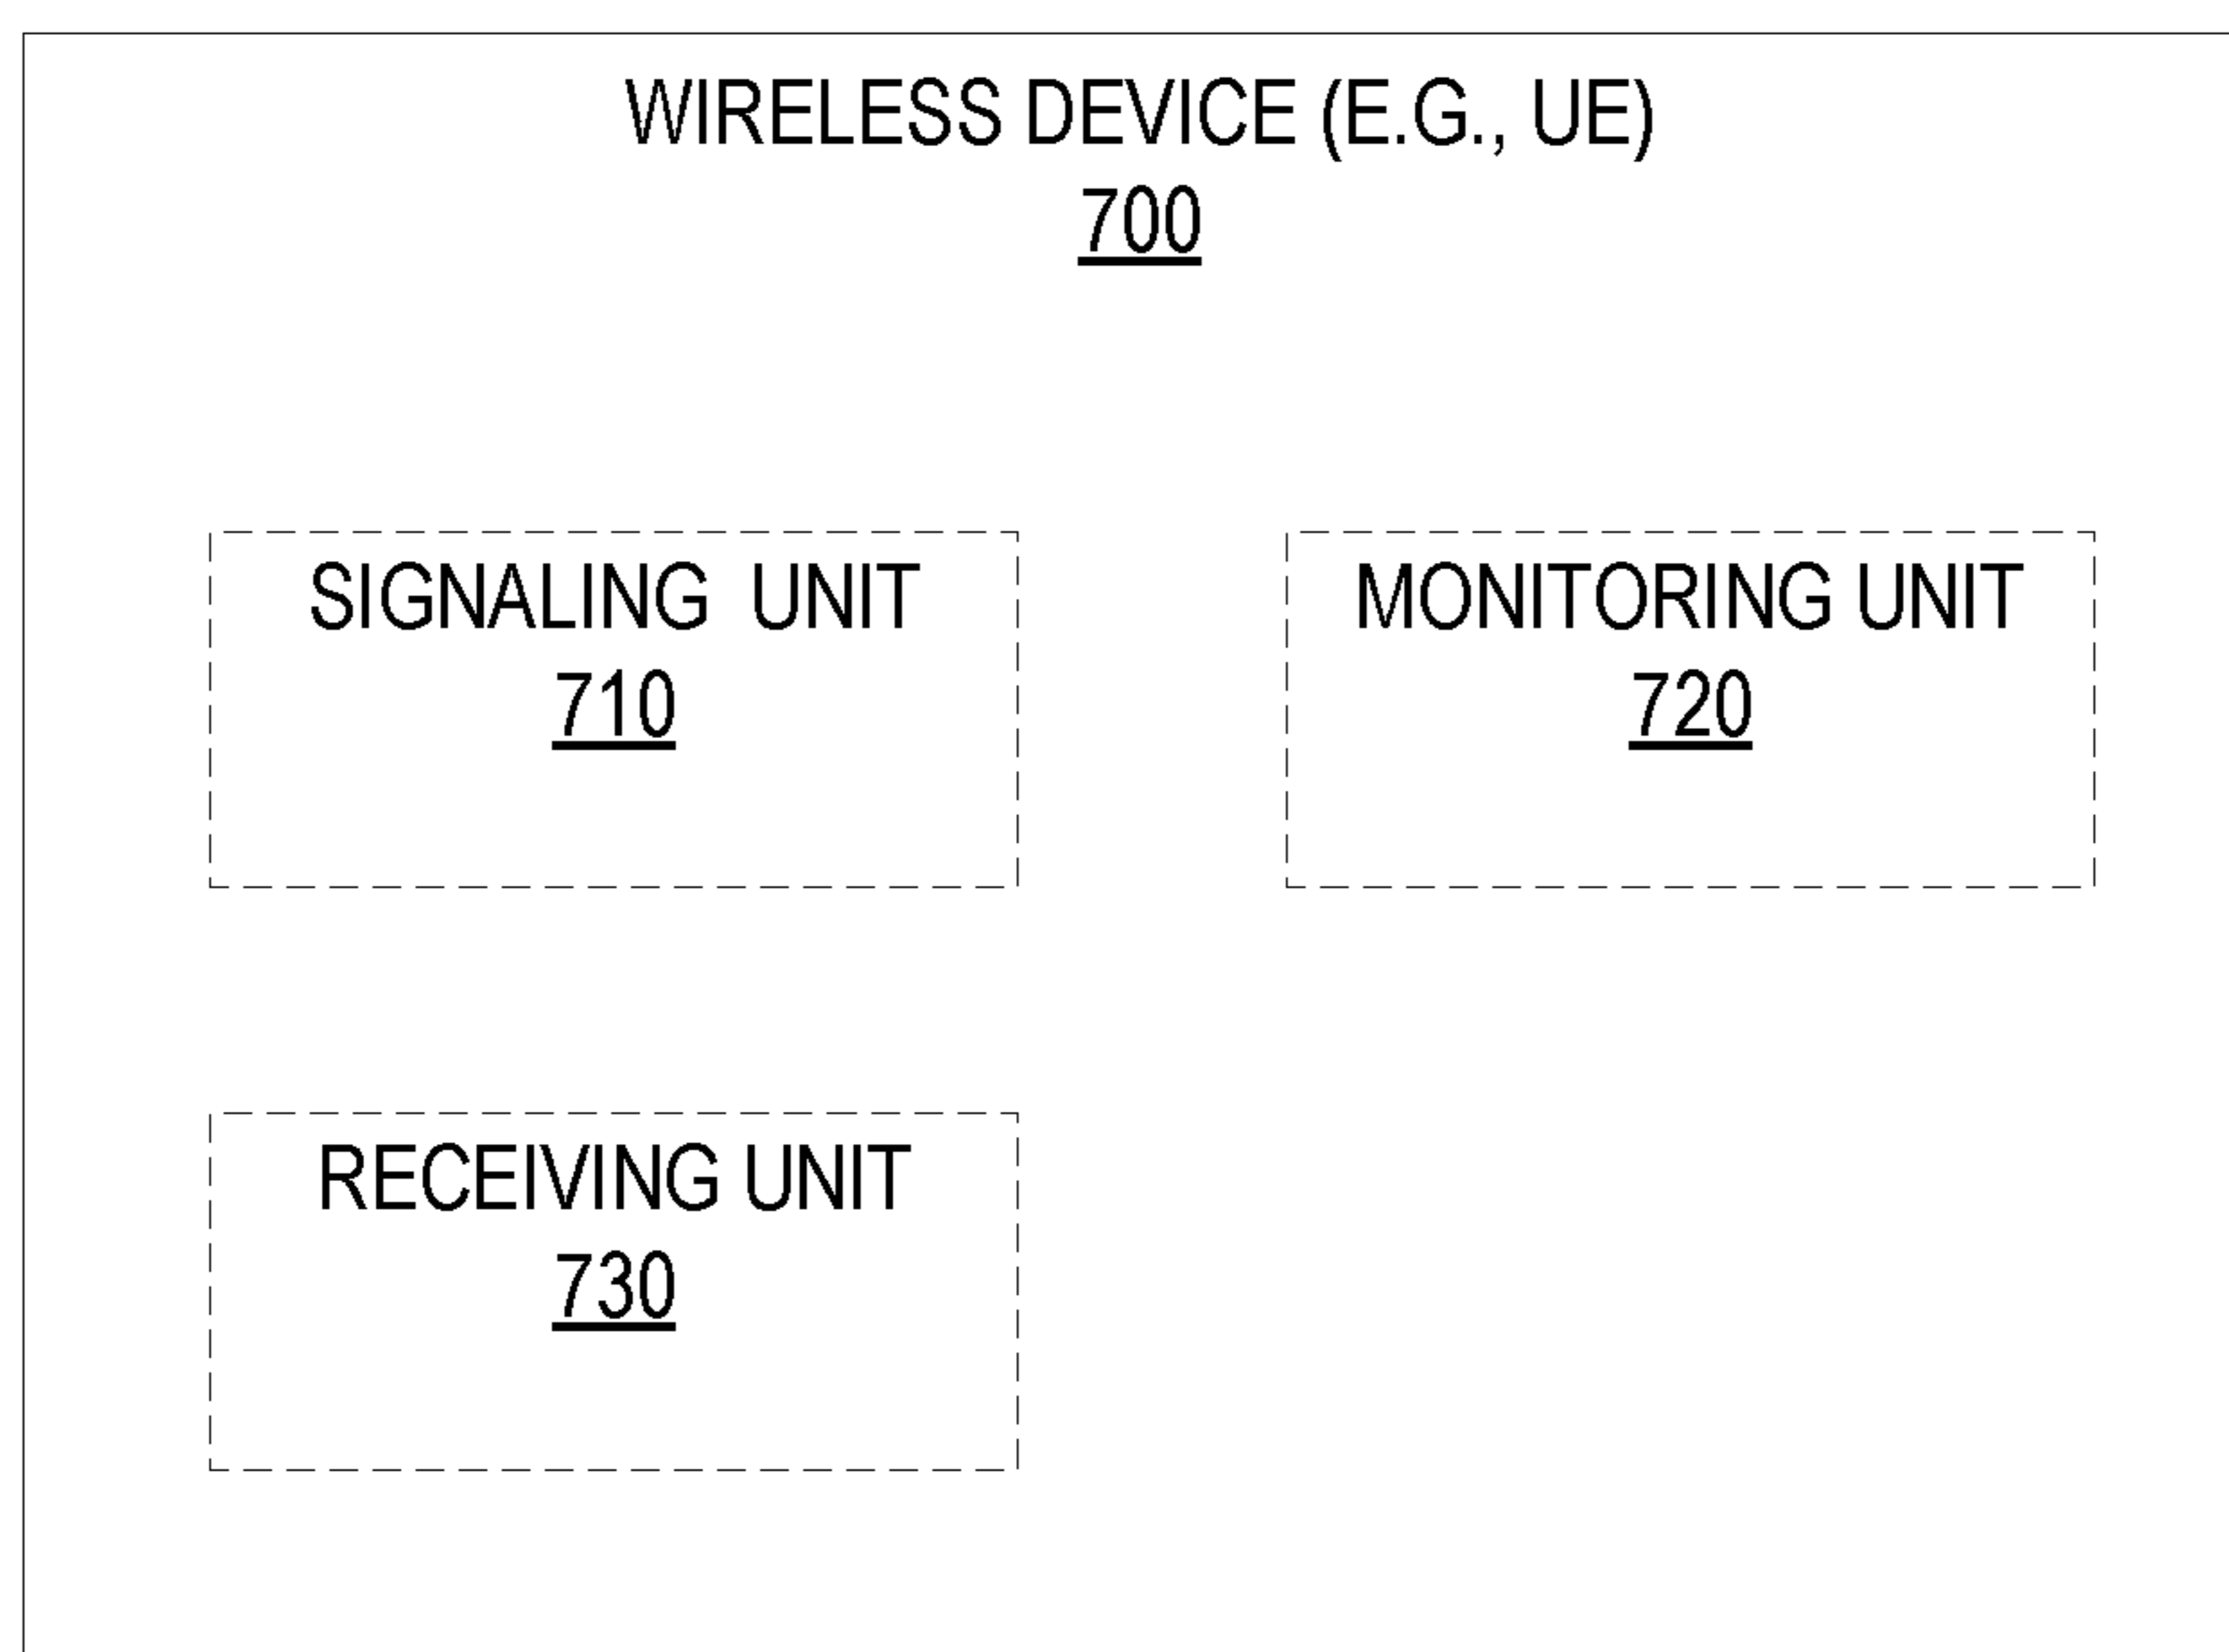 WIRELESS DEVICE (E.G., UE)
700
SIGNALING UNIT
710
MONITORING UNIT
720
RECEIVING UNIT
730